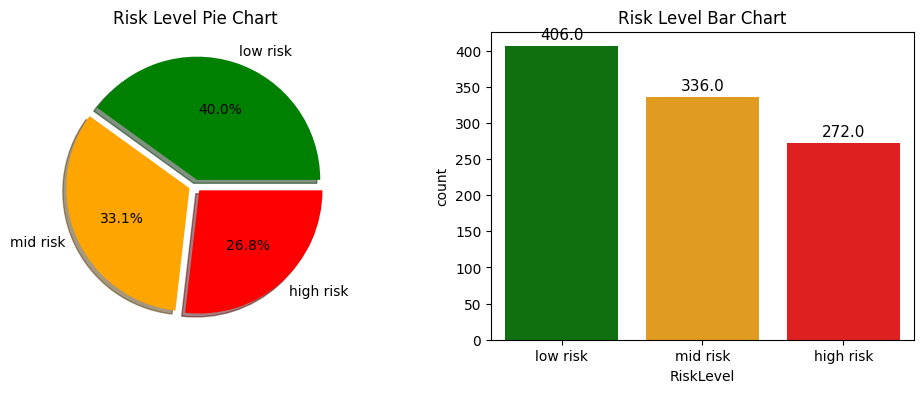 Risk Level Pie Chart
low risk
40.0%
33.1%
mid risk
26.8%
high risk
Risk Level Bar Chart
406.0
336.0
272.0
400
350
300
250
200
150
100
50
0
count
low risk
mid risk
high risk
RiskLevel